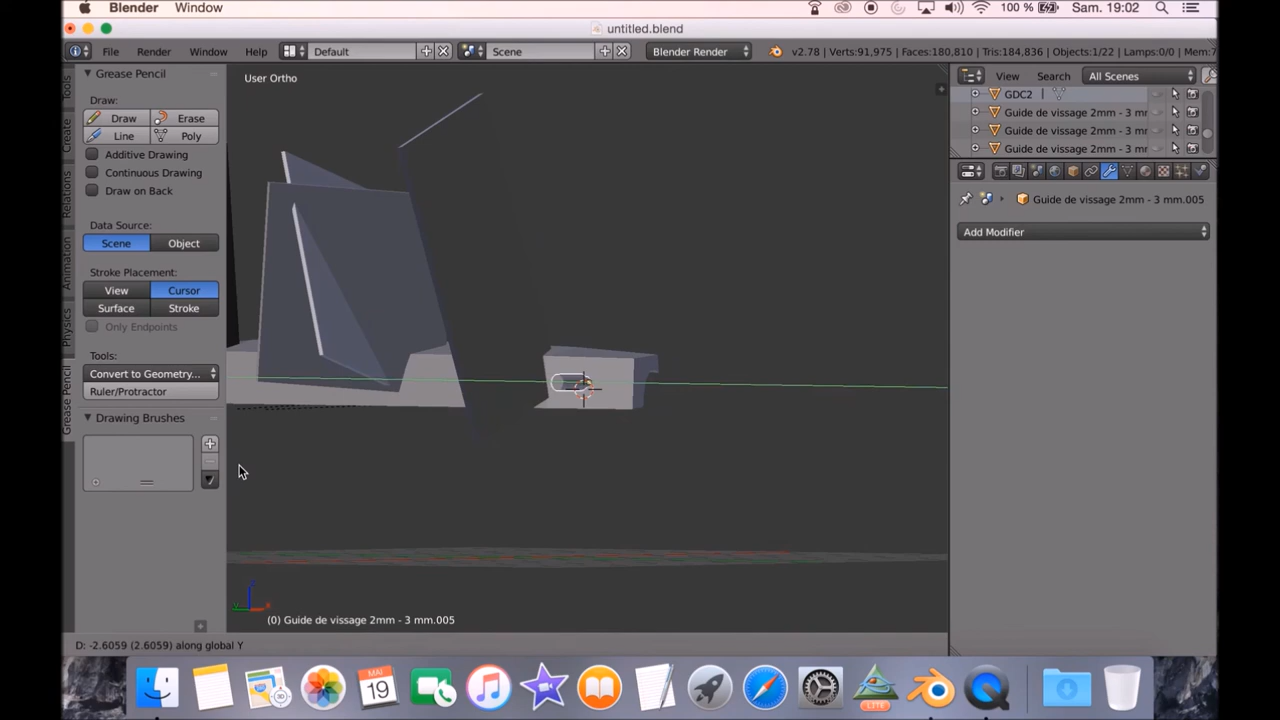 Blender Window 100 % Sam. 19:02
untitled.blend
File Render Window Help Default Scene Blender Render v2.78 | Verts:91,975 | Faces:180,810 | Tris:184,836 | Objects:1/22 | Lamps:0/0 | Mem:7
Grease Pencil
User Ortho
View Search All Scenes
GDC2
Guide de vissage 2mm - 3 mr
Guide de vissage 2mm - 3 mr
Guide de vissage 2mm - 3 mr
Guide de vissage 2mm - 3 mm.005
Add Modifier
Tools
Create
Relations
Animation
Physics
Grease Pencil
Draw:
Draw Erase
Line Poly
Additive Drawing
Continuous Drawing
Draw on Back
Data Source:
Scene Object
Stroke Placement:
View Cursor
Surface Stroke
Only Endpoints
Tools:
Convert to Geometry...
Ruler/Protractor
Drawing Brushes
(0) Guide de vissage 2mm - 3 mm.005
D: -2.6059 (2.6059) along global Y
MAI
19
LITE